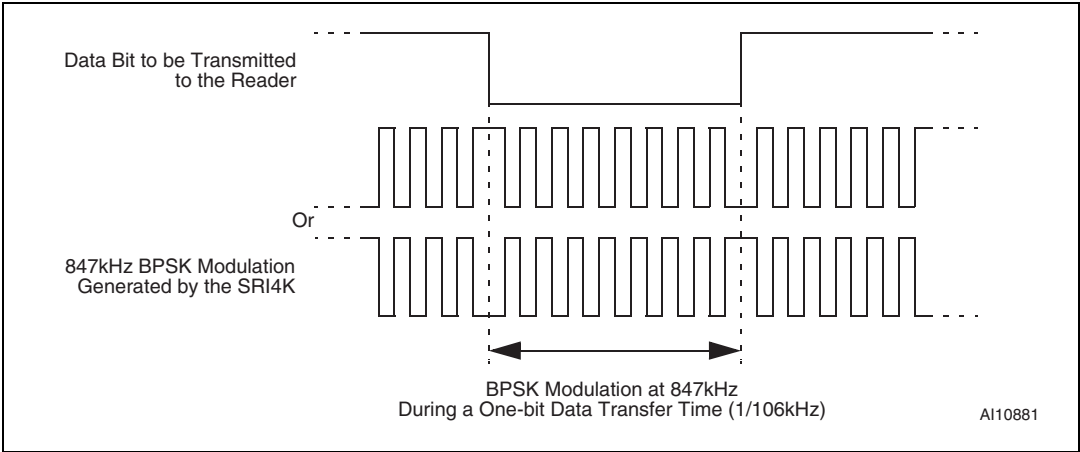 Data Bit to be Transmitted
to the Reader
Or
847kHz BPSK Modulation
Generated by the SRI4K
BPSK Modulation at 847kHz
During a One-bit Data Transfer Time (1/106kHz)
AI10881